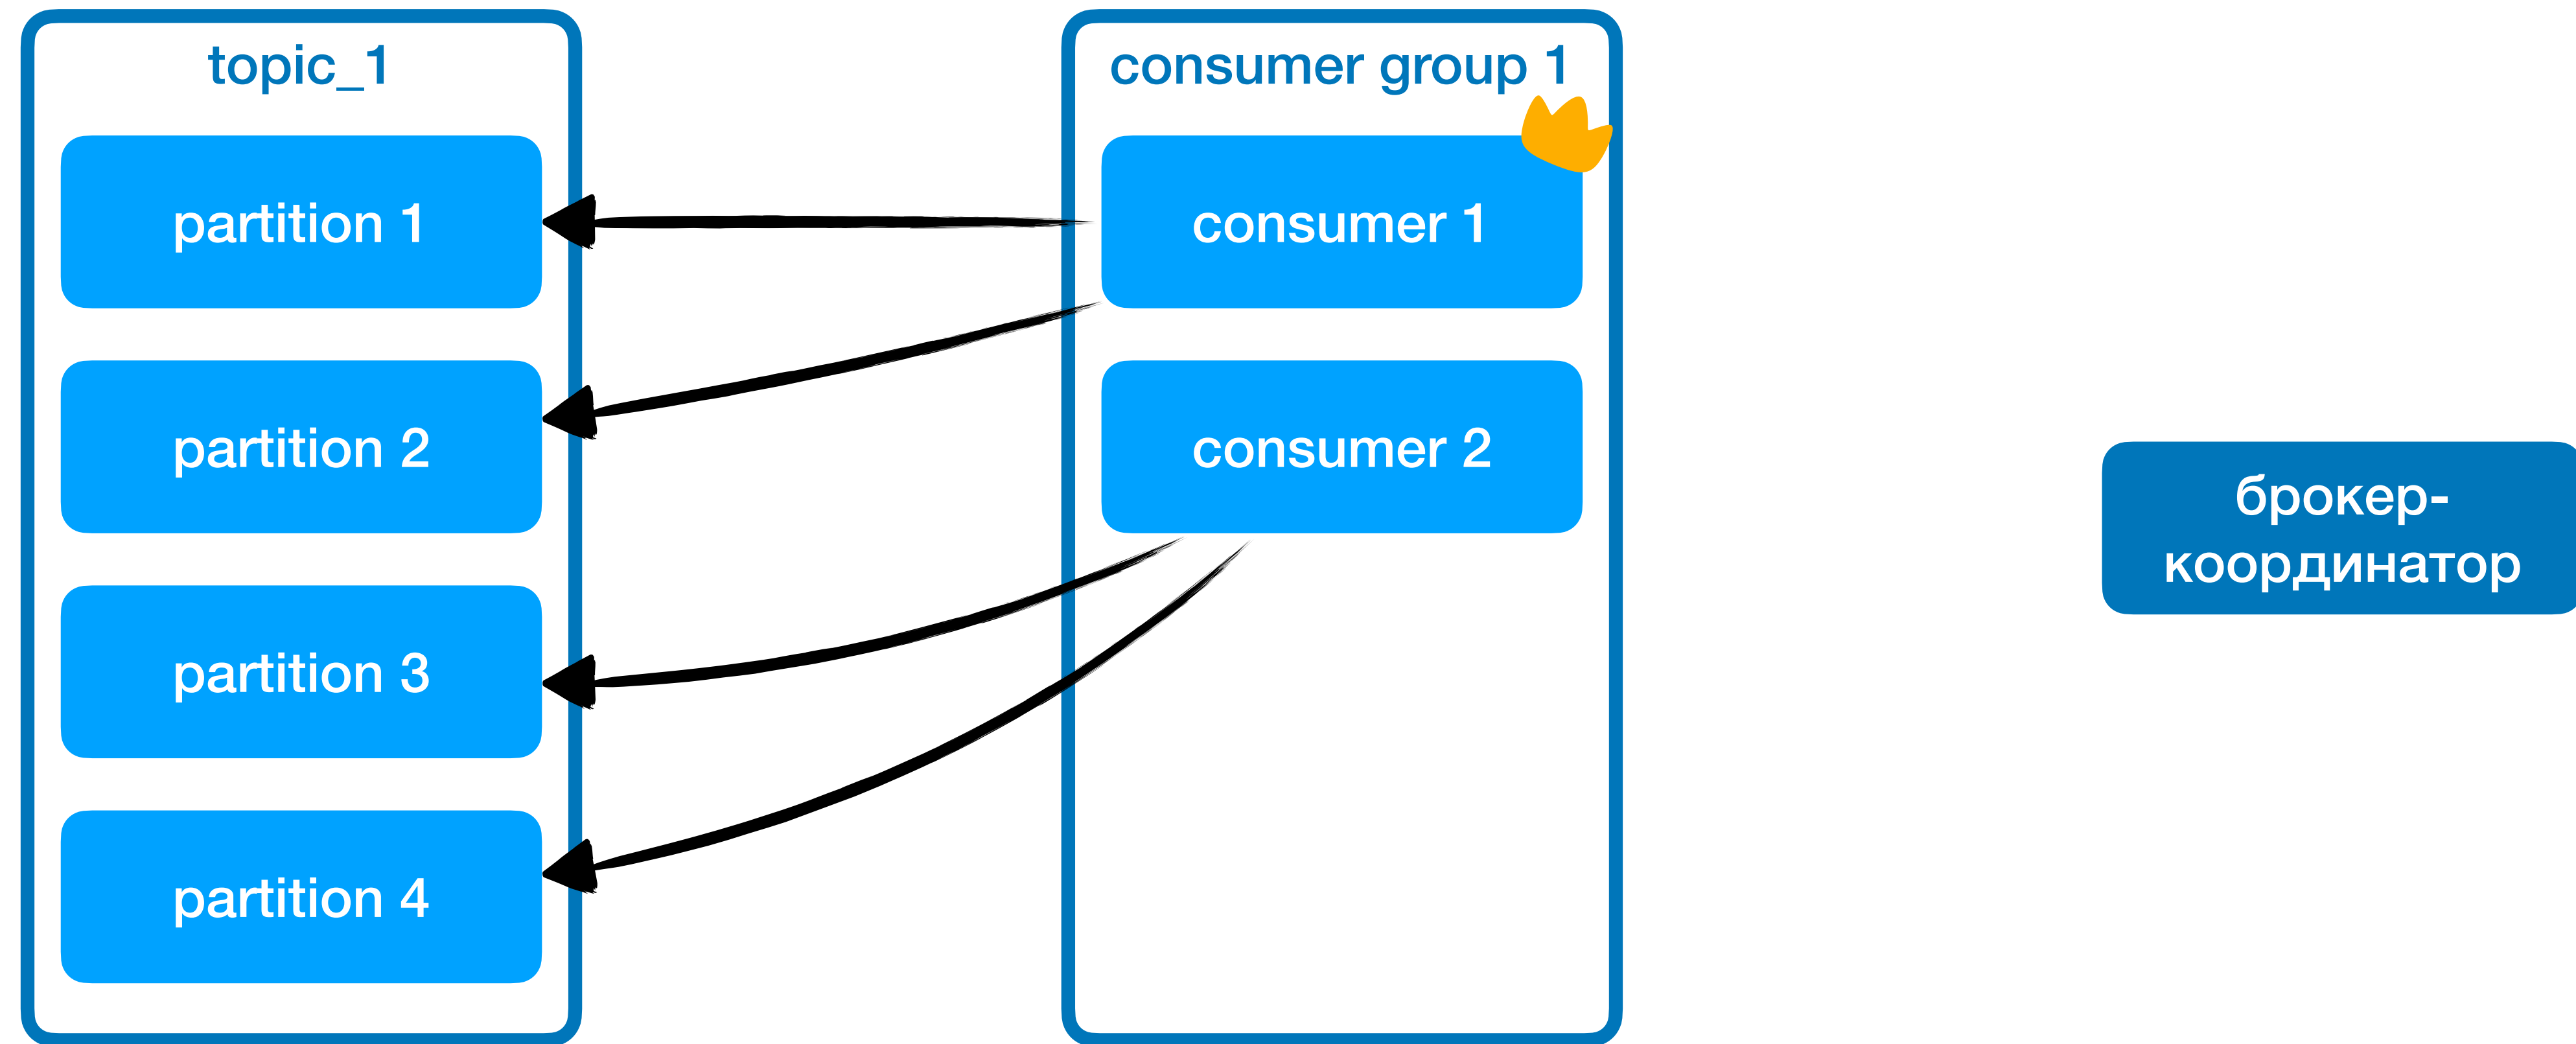 topic_1
partition 1
partition 2
partition 3
partition 4
consumer group 1
consumer 1
consumer 2
брокер-
координатор